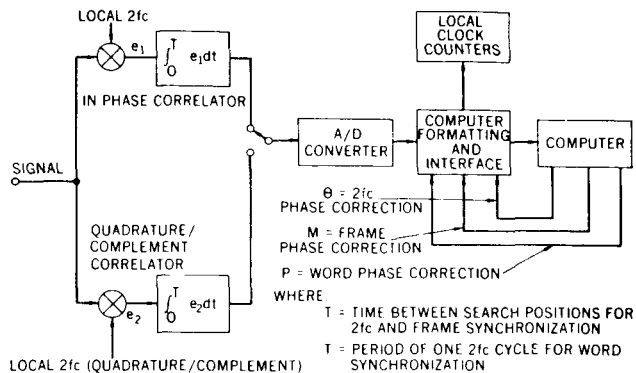 LOCAL 2fc
e₁
∫₀ᵀ e₁dt
IN PHASE CORRELATOR
SIGNAL
QUADRATURE/
COMPLEMENT
CORRELATOR
e₂
∫₀ᵀ e₂dt
LOCAL 2fc (QUADRATURE/COMPLEMENT)
A/D
CONVERTER
LOCAL
CLOCK
COUNTERS
COMPUTER
FORMATTING
AND
INTERFACE
COMPUTER
Θ = 2fc
PHASE CORRECTION
M = FRAME
PHASE CORRECTION
P = WORD PHASE CORRECTION
WHERE
T = TIME BETWEEN SEARCH POSITIONS FOR
2fc AND FRAME SYNCHRONIZATION
T = PERIOD OF ONE 2fc CYCLE FOR WORD
SYNCHRONIZATION